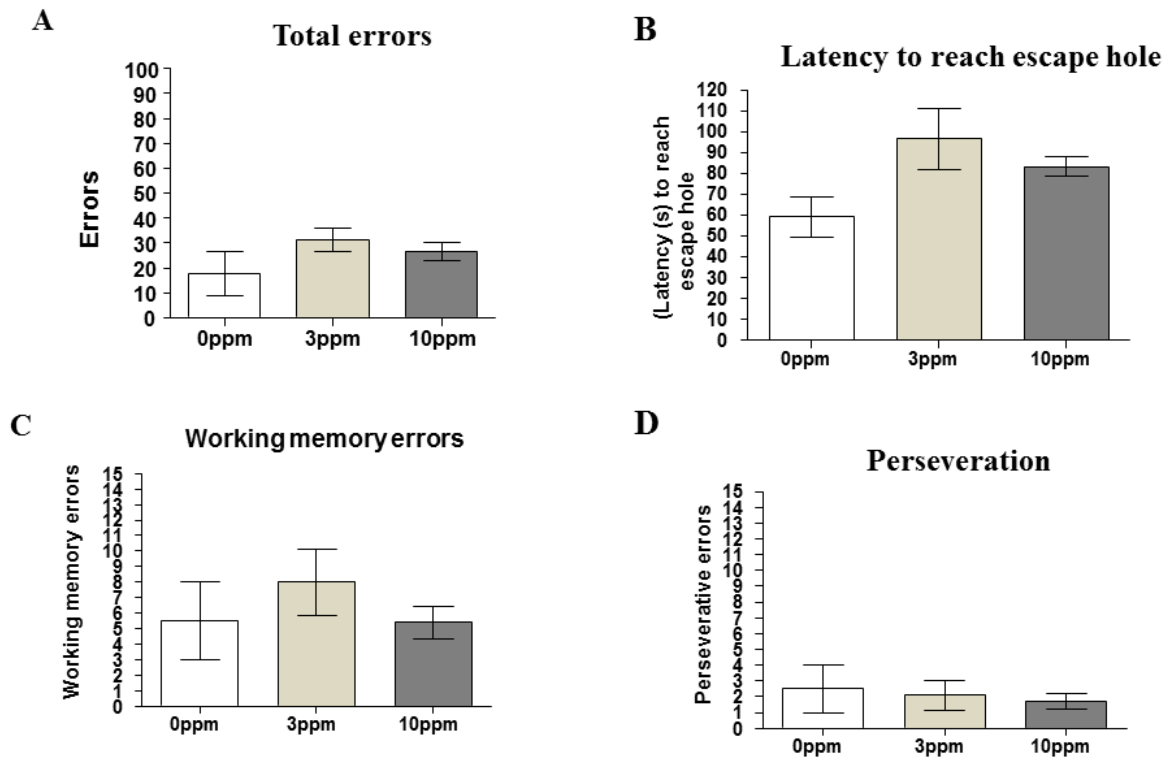 A
Total errors
Errors
100
90
80
70
60
50
40
30
20
10
0
0ppm
3ppm
10ppm
B
Latency to reach escape hole
(Latency (s) to reach
escape hole
120
110
100
90
80
70
60
50
40
30
20
10
0
0ppm
3ppm
10ppm
C
Working memory errors
Working memory errors
15
14
13
12
11
10
9
8
7
6
5
4
3
2
1
0
0ppm
3ppm
10ppm
D
Perseveration
Perseverative errors
15
14
13
12
11
10
9
8
7
6
5
4
3
2
1
0
0ppm
3ppm
10ppm